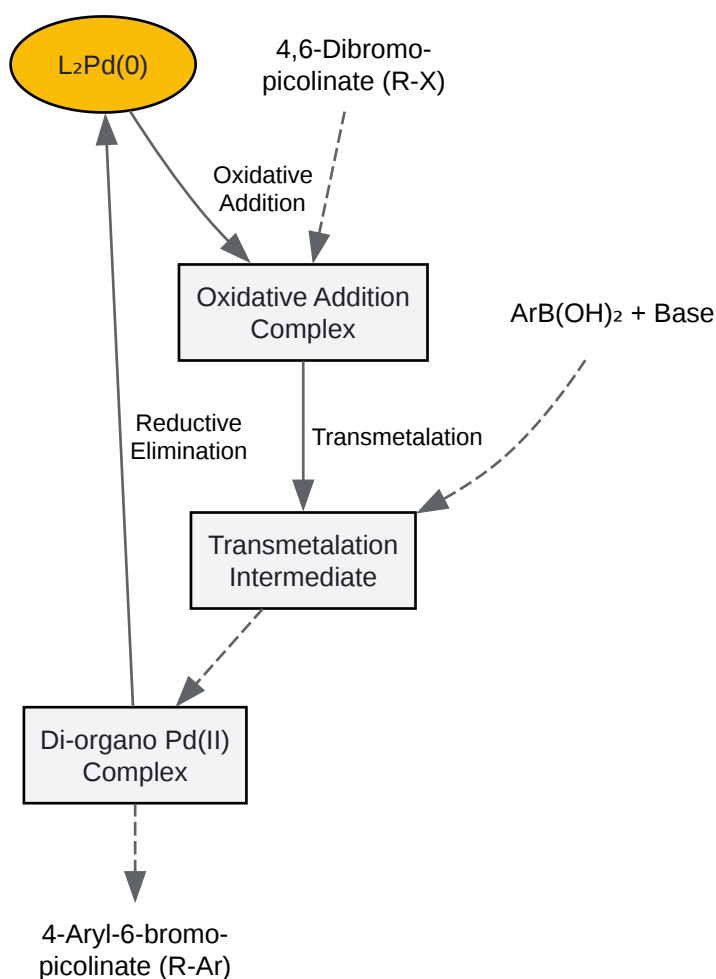 L₂Pd(0)
4,6-Dibromo-
picolinate (R-X)
Oxidative
Addition
Oxidative Addition
Complex
ArB(OH)₂ + Base
Reductive
Elimination
Transmetalation
Transmetalation
Intermediate
Di-organo Pd(II)
Complex
4-Aryl-6-bromo-
picolinate (R-Ar)